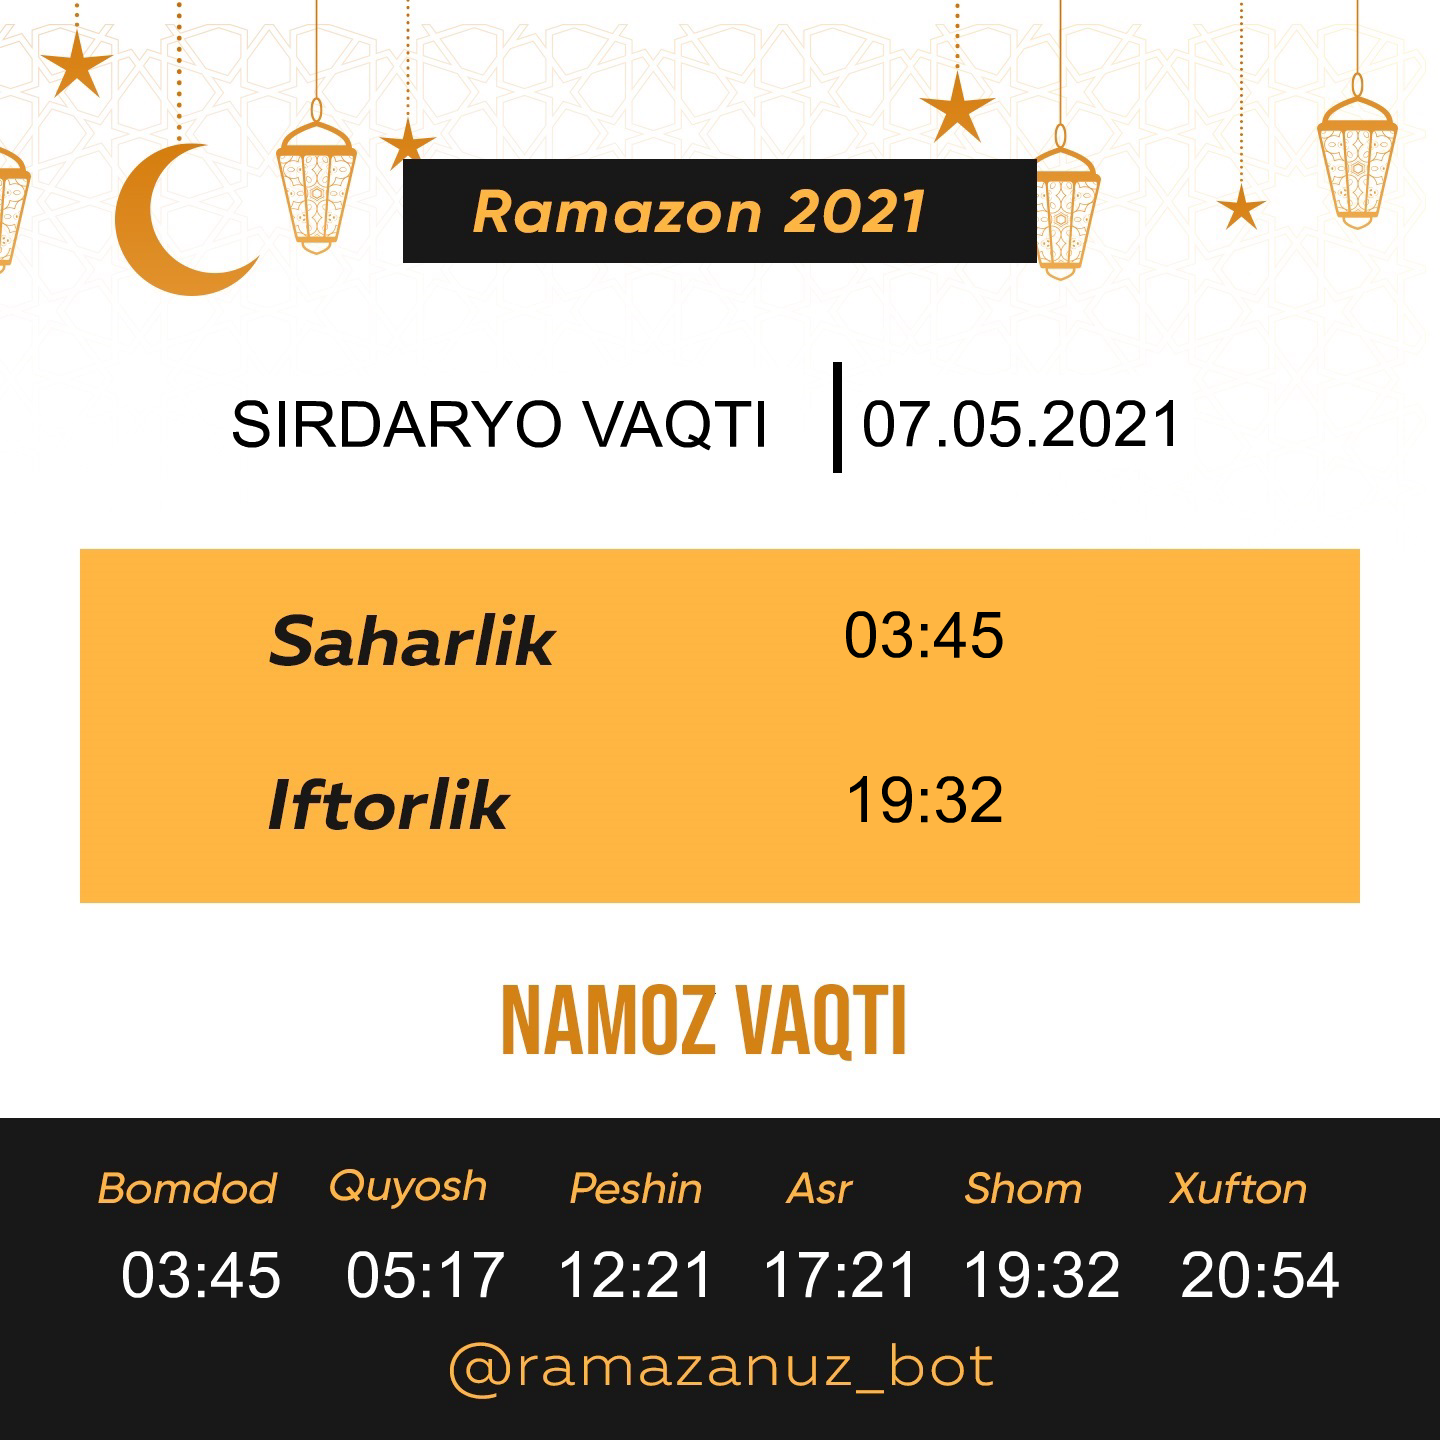 Ramazon 2021
SIRDARYO VAQTI | 07.05.2021
Saharlik 03:45
Iftorlik 19:32
NAMOZ VAQTI
Bomdod Quyosh Peshin Asr Shom Xufton
03:45 05:17 12:21 17:21 19:32 20:54
@ramazanuz_bot